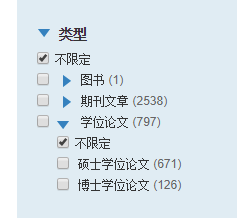 类型
不限定
图书 (1)
期刊文章 (2538)
学位论文 (797)
不限定
硕士学位论文 (671)
博士学位论文 (126)